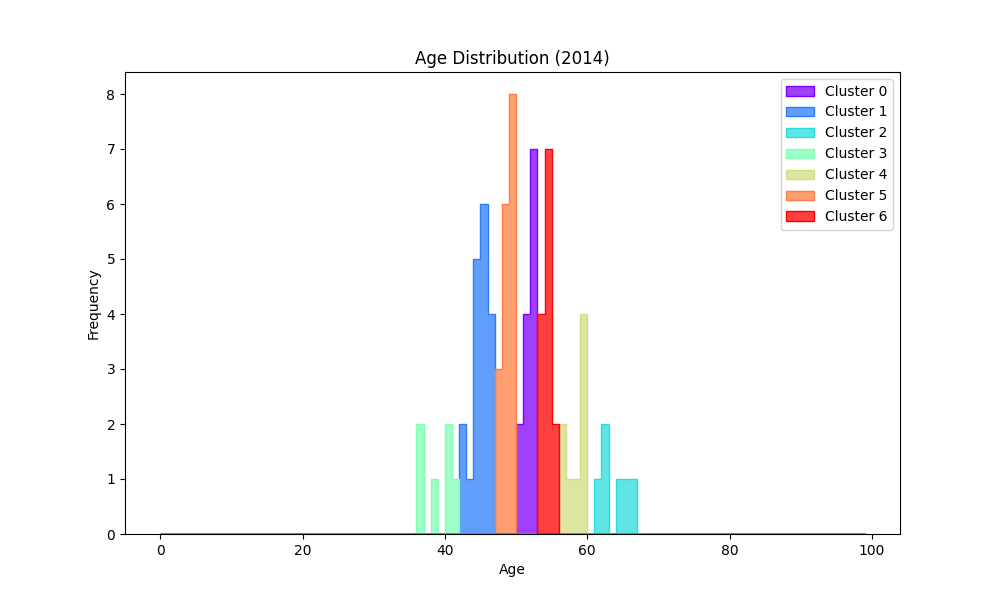 Age Distribution (2014)
Cluster 0
Cluster 1
Cluster 2
Cluster 3
Cluster 4
Cluster 5
Cluster 6
Frequency
8
7
6
5
4
3
2
1
0
0 20 40 60 80 100
Age